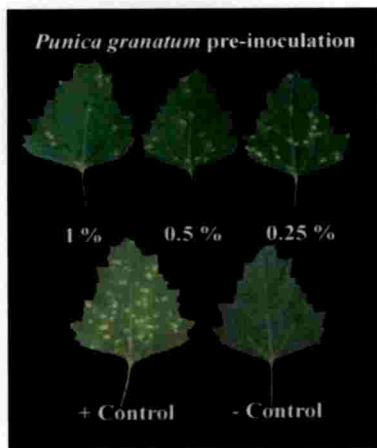 Punica granatum pre-inoculation
1 % 0.5 % 0.25 %
+ Control - Control